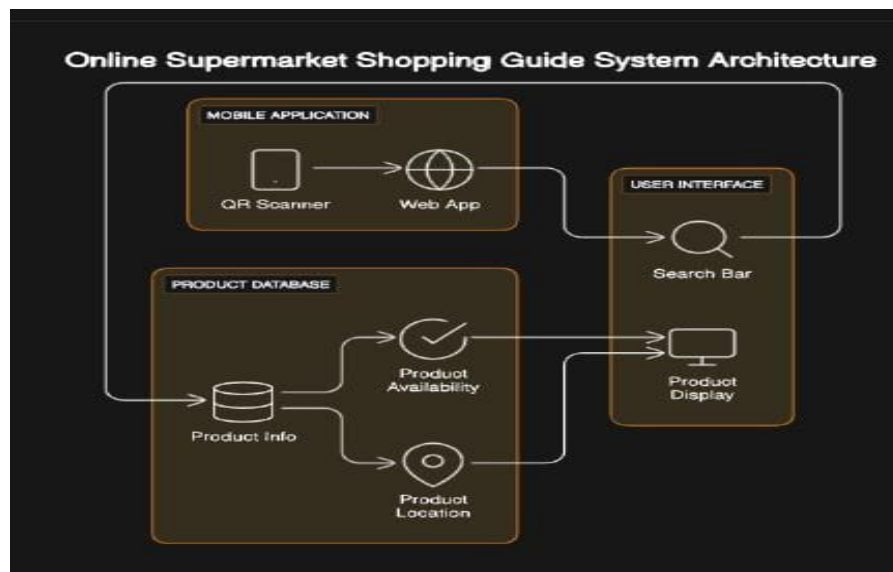 Online Supermarket Shopping Guide System Architecture
MOBILE APPLICATION
QR Scanner
Web App
USER INTERFACE
Search Bar
PRODUCT DATABASE
Product
Availability
Product
Display
Product Info
Product
Location